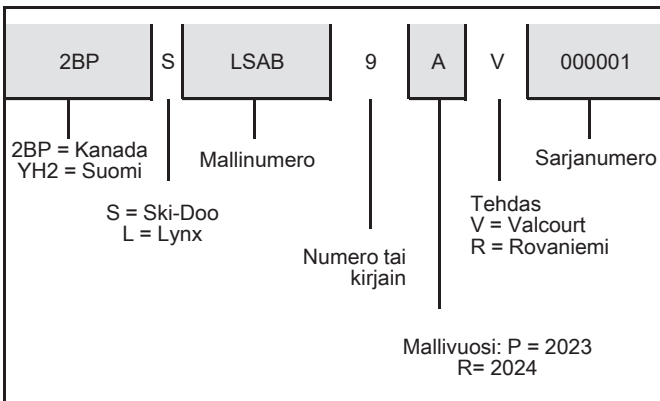 2BP S LSAB 9 A V 000001
2BP = Kanada
YH2 = Suomi
Mallinumero
Sarjanumero
S = Ski-Doo
L = Lynx
Tehdas
V = Valcourt
R = Rovaniemi
Numero tai
kirjain
Mallivuosi: P = 2023
R= 2024